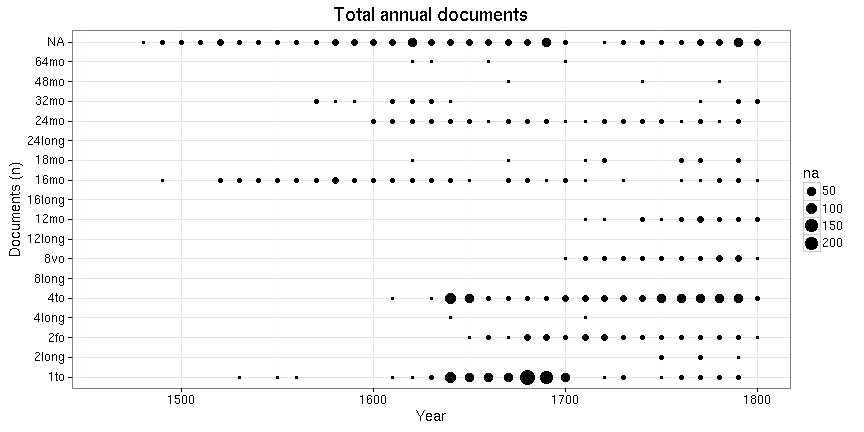 Total annual documents
NA
64mo
48mo
32mo
24mo
24long
18mo
16mo
16long
12mo
12long
8vo
8long
4to
4long
2fo
2long
1to
Documents (n)
1500 1600 1700 1800
Year
na
50
100
150
200